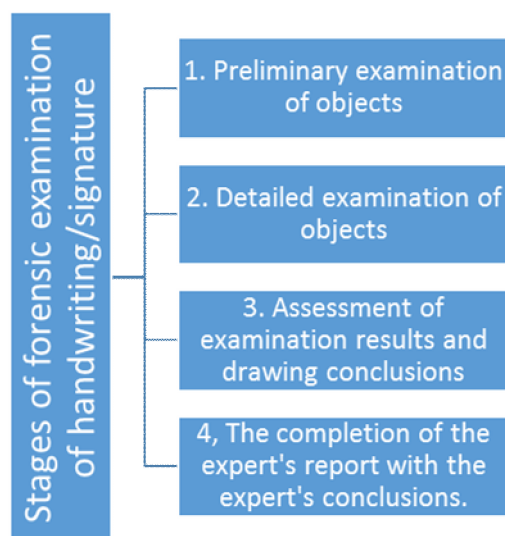 Stages of forensic examination
of handwriting/signature
1. Preliminary examination
of objects
2. Detailed examination of
objects
3. Assessment of
examination results and
drawing conclusions
4, The completion of the
expert's report with the
expert's conclusions.